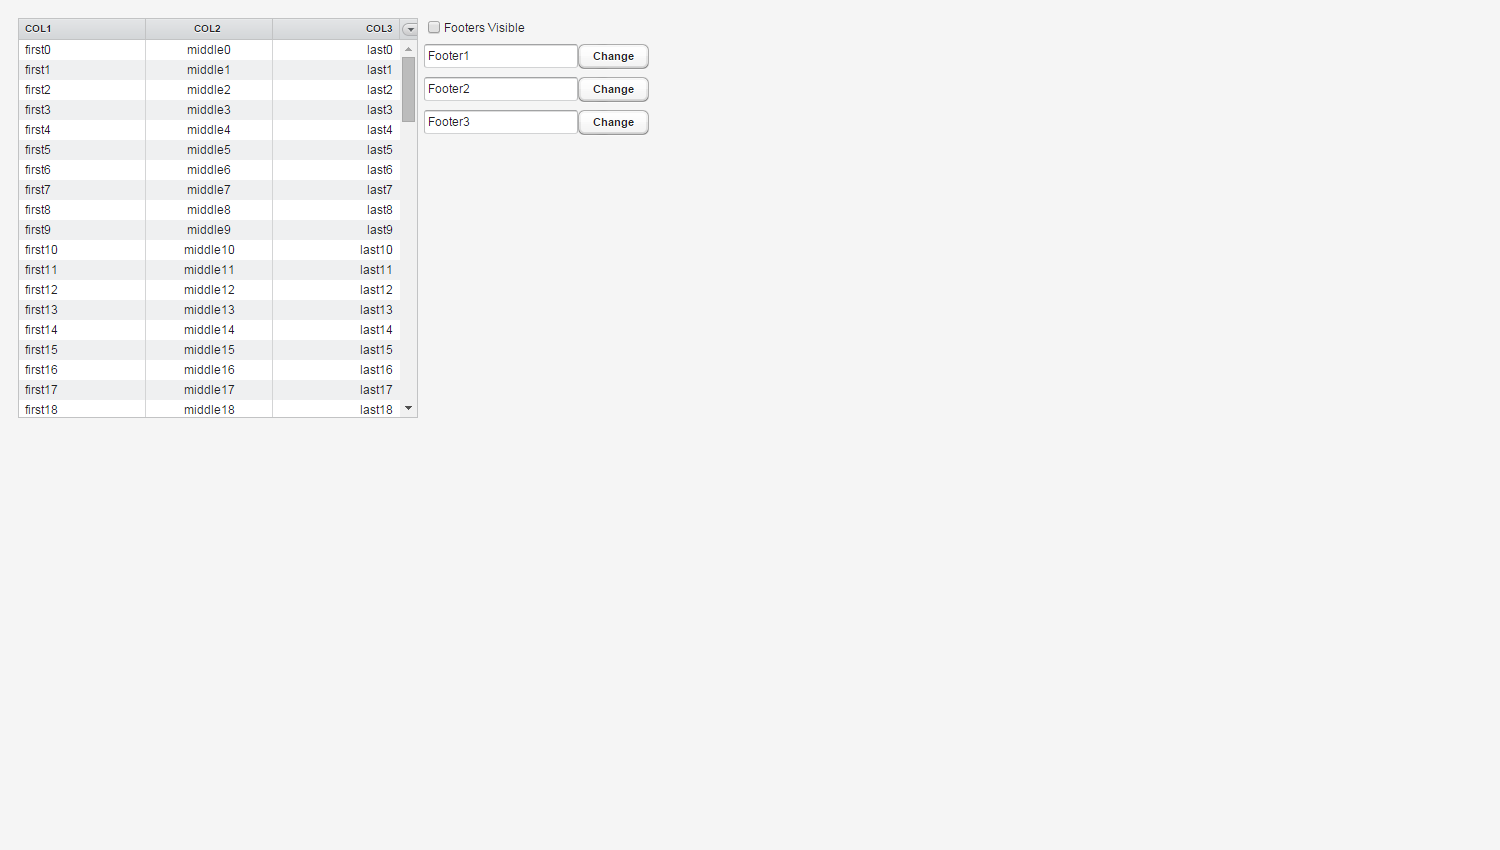 COL1 COL2 COL3
first0 middle0 last0
first1 middle1 last1
first2 middle2 last2
first3 middle3 last3
first4 middle4 last4
first5 middle5 last5
first6 middle6 last6
first7 middle7 last7
first8 middle8 last8
first9 middle9 last9
first10 middle10 last10
first11 middle11 last11
first12 middle12 last12
first13 middle13 last13
first14 middle14 last14
first15 middle15 last15
first16 middle16 last16
first17 middle17 last17
first18 middle18 last18
Footers Visible
Footer1 Change
Footer2 Change
Footer3 Change